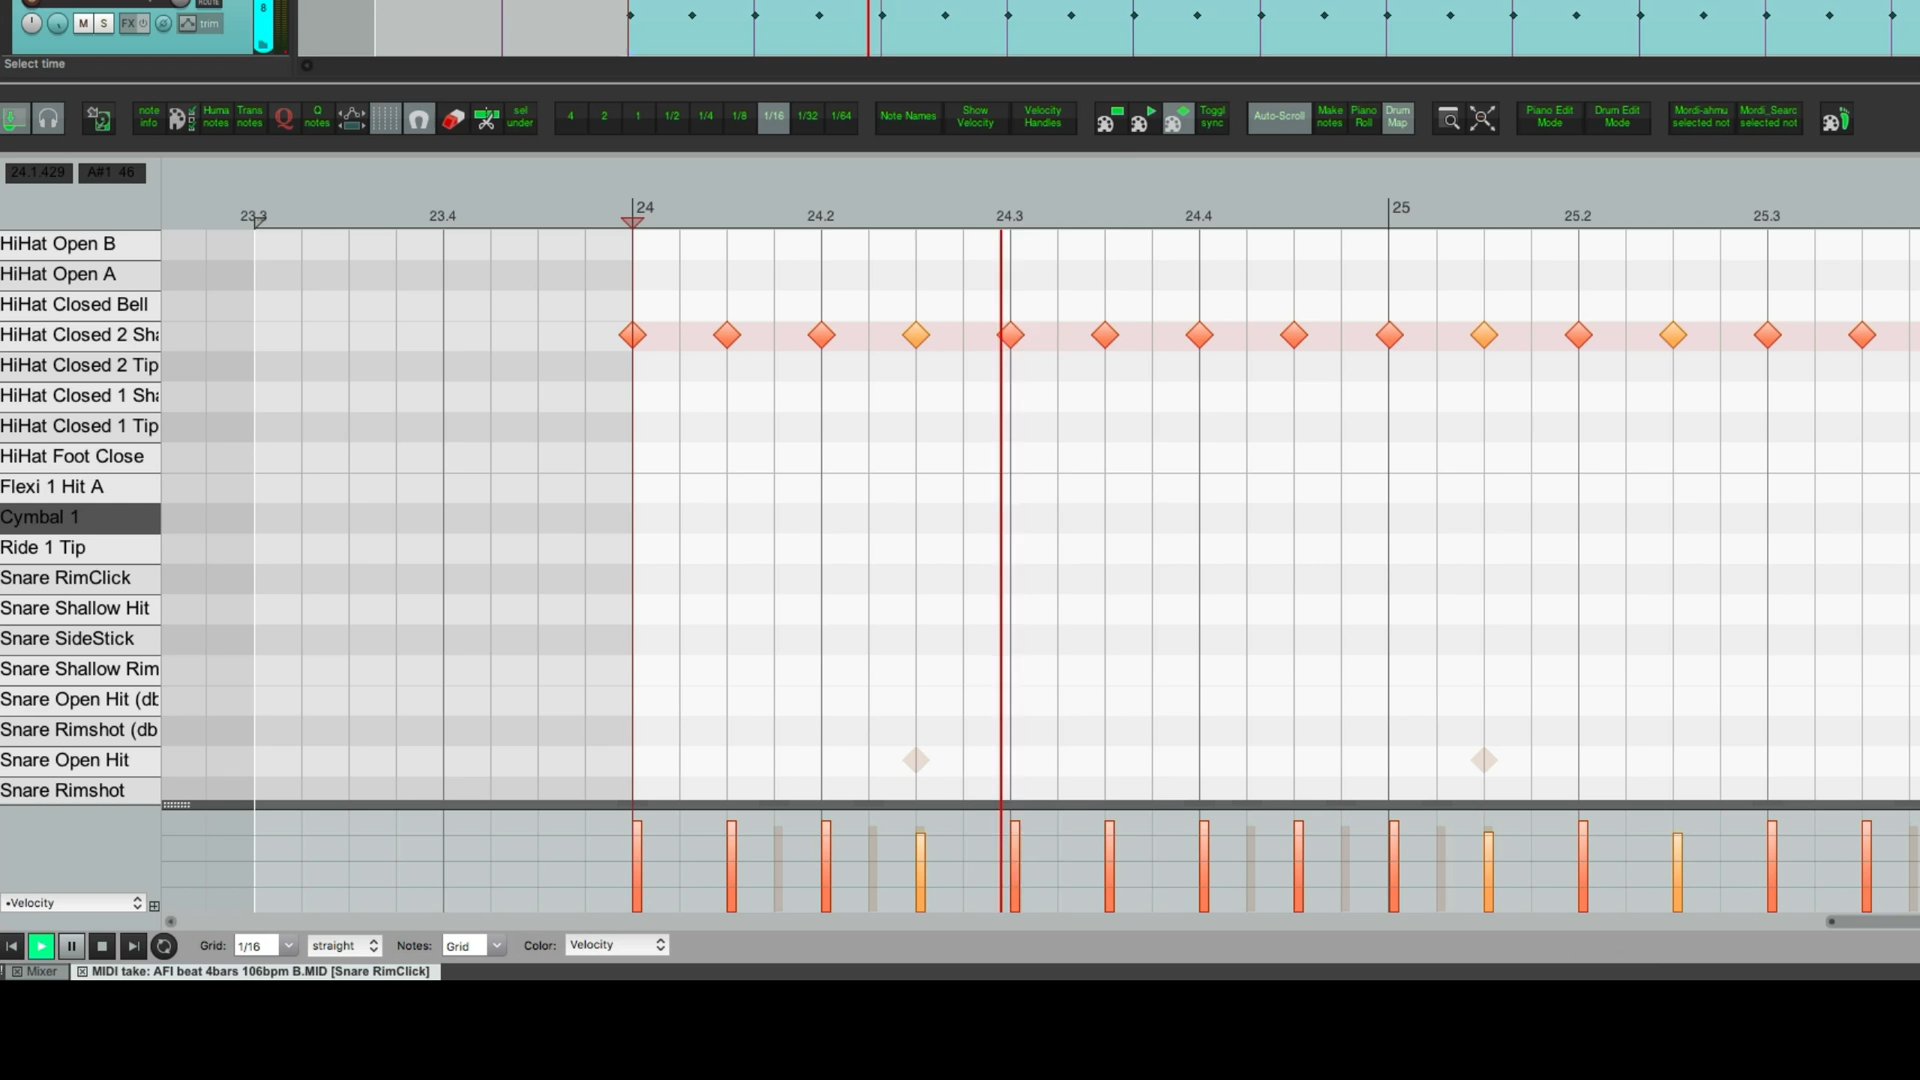 ROUTE
M S FX trim
8
Select time
note info
Huma notes
Trans notes
Q
Q notes
sel under
4 2 1 1/2 1/4 1/8 1/16 1/32 1/64
Note Names
Show Velocity
Velocity Handles
Toggl sync
Auto-Scroll
Make notes
Piano Roll
Drum Map
Piano Edit Mode
Drum Edit Mode
Mordi-ahmu selected not
Mordi_Searc selected not
24.1.429 A#1 46
23.3 23.4 24 24.2 24.3 24.4 25 25.2 25.3
HiHat Open B
HiHat Open A
HiHat Closed Bell
HiHat Closed 2 Sha
HiHat Closed 2 Tip
HiHat Closed 1 Sha
HiHat Closed 1 Tip
HiHat Foot Close
Flexi 1 Hit A
Cymbal 1
Ride 1 Tip
Snare RimClick
Snare Shallow Hit
Snare SideStick
Snare Shallow Rim
Snare Open Hit (db
Snare Rimshot (db
Snare Open Hit
Snare Rimshot
•Velocity
Grid: 1/16 straight Notes: Grid Color: Velocity
Mixer MIDI take: AFI beat 4bars 106bpm B.MID [Snare RimClick]